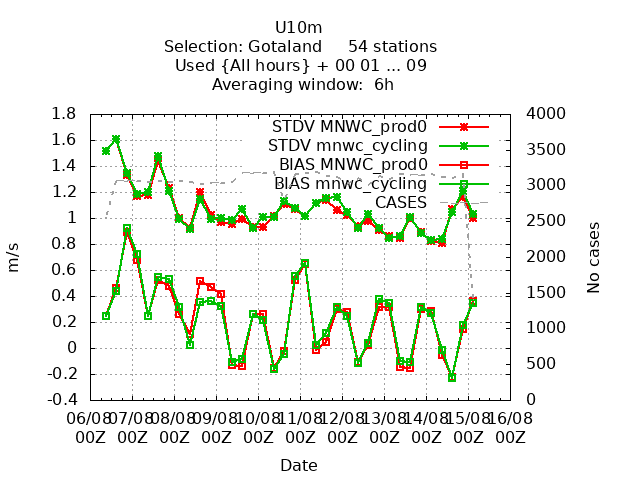 U10m
Selection: Gotaland 54 stations
Used {All hours} + 00 01 ... 09
Averaging window: 6h
1.8
1.6
1.4
1.2
1
0.8
0.6
0.4
0.2
0
-0.2
-0.4
m/s
STDV MNWC_prod0
STDV mnwc_cycling
BIAS MNWC_prod0
BIAS mnwc_cycling
CASES
4000
3500
3000
2500
2000
1500
1000
500
0
No cases
06/08 07/08 08/08 09/08 10/08 11/08 12/08 13/08 14/08 15/08 16/08
00Z 00Z 00Z 00Z 00Z 00Z 00Z 00Z 00Z 00Z 00Z
Date